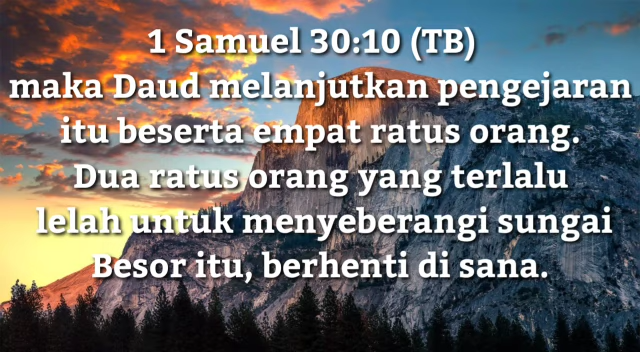 1 Samuel 30:10 (TB)
maka Daud melanjutkan pengejaran
itu beserta empat ratus orang.
Dua ratus orang yang terlalu
lelah untuk menyeberangi sungai
Besor itu, berhenti di sana.